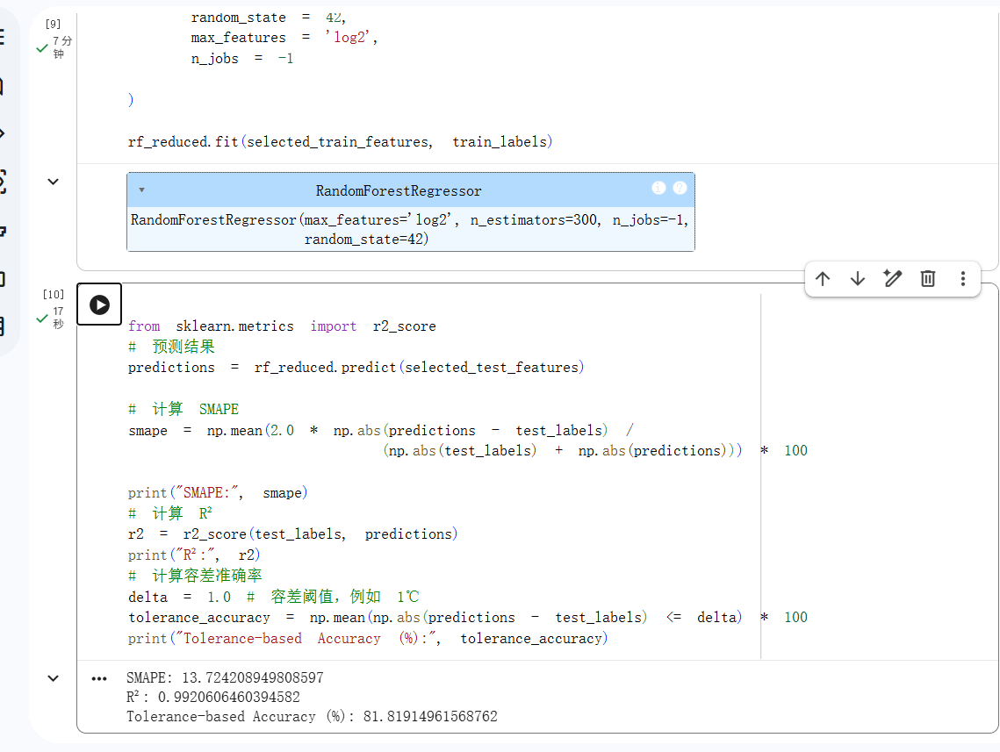 [9]
7 分
钟
random_state = 42,
max_features = 'log2',
n_jobs = -1
)
rf_reduced.fit(selected_train_features, train_labels)
RandomForestRegressor
RandomForestRegressor(max_features='log2', n_estimators=300, n_jobs=-1,
random_state=42)
[10]
17
秒
from sklearn.metrics import r2_score
# 预测结果
predictions = rf_reduced.predict(selected_test_features)
# 计算 SMAPE
smape = np.mean(2.0 * np.abs(predictions - test_labels) /
(np.abs(test_labels) + np.abs(predictions))) * 100
print("SMAPE:", smape)
# 计算 R²
r2 = r2_score(test_labels, predictions)
print("R²:", r2)
# 计算容差准确率
delta = 1.0 # 容差阈值，例如 1℃
tolerance_accuracy = np.mean(np.abs(predictions - test_labels) <= delta) * 100
print("Tolerance-based Accuracy (%):", tolerance_accuracy)
SMAPE: 13.724208949808597
R²: 0.9920606460394582
Tolerance-based Accuracy (%): 81.81914961568762